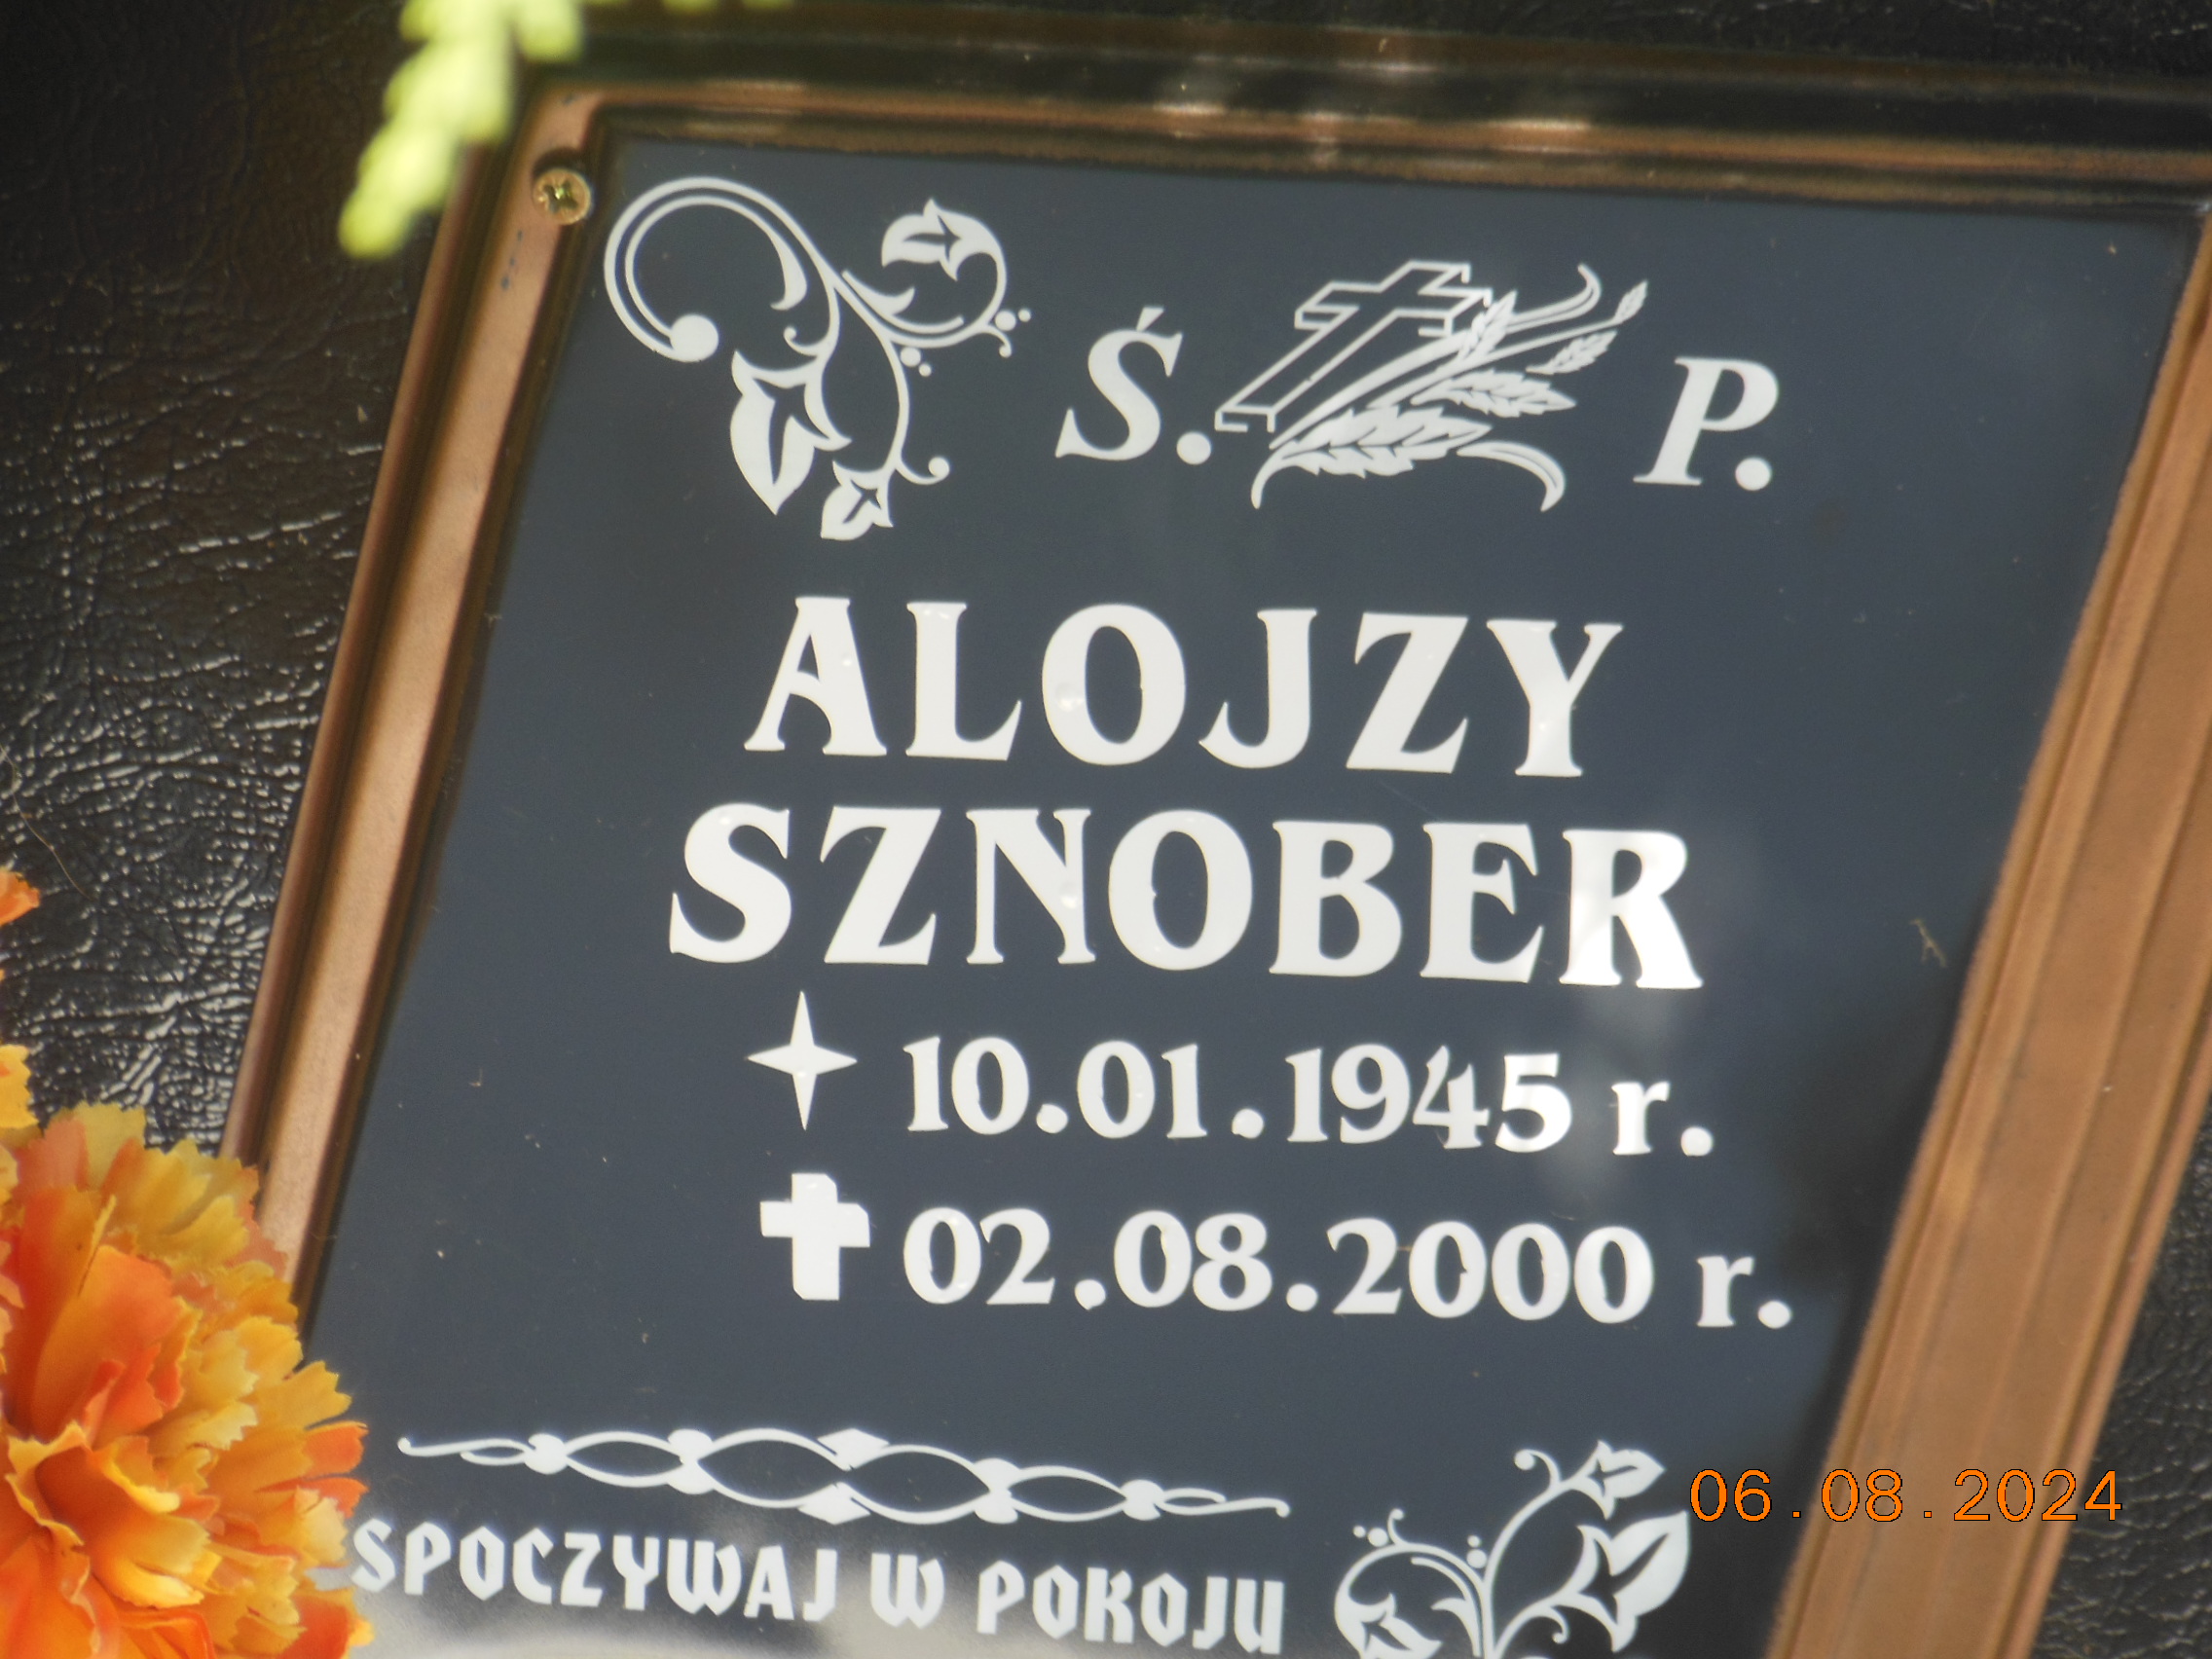 Ś. P.
ALOJZY
SZNOBER
10.01.1945 r.
02.08.2000 r.
SPOCZYWAJ W POKOJU
06.08.2024